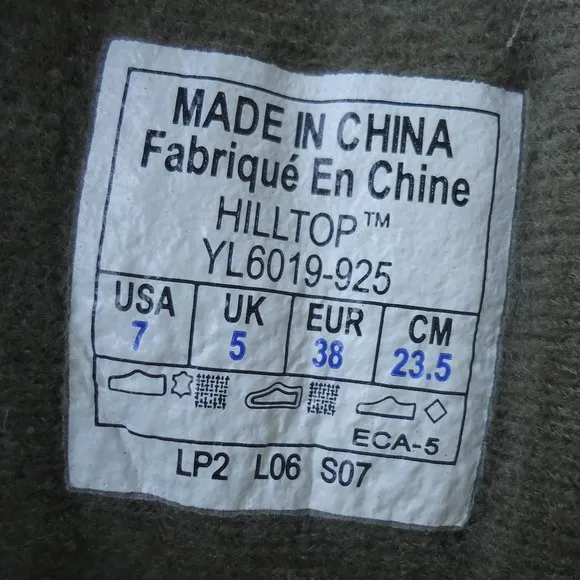 MADE IN CHINA
Fabriqué En Chine
HILLTOP™
YL6019-925
USA UK EUR CM
7 5 38 23.5
ECA-5
LP2 L06 S07